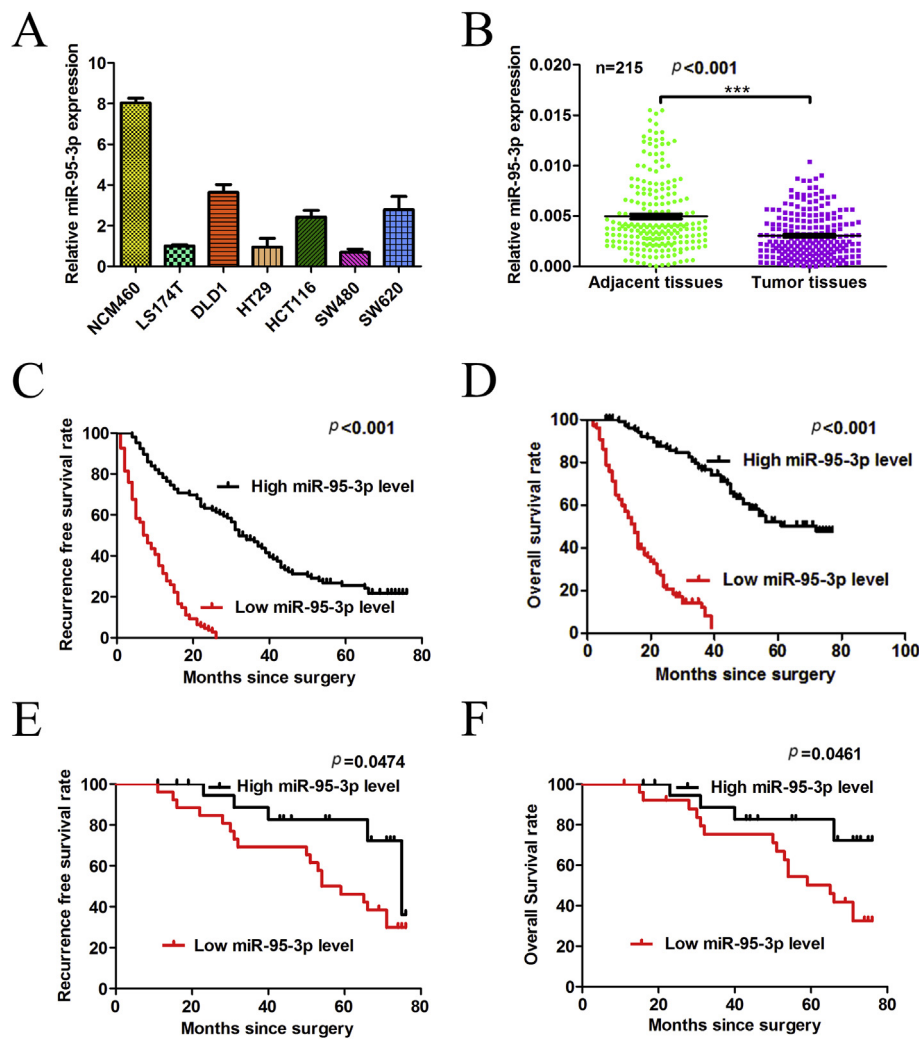 A
Relative miR-95-3p expression
10
8
6
4
2
0
NCM460
LS174T
DLD1
HT29
HCT116
SW480
SW620
B
Relative miR-95-3p expression
0.020
0.015
0.010
0.005
0.000
n=215 p<0.001
***
Adjacent tissues Tumor tissues
C
Recurrence free survival rate
100
80
60
40
20
0
p<0.001
High miR-95-3p level
Low miR-95-3p level
0 20 40 60 80
Months since surgery
D
Overall survival rate
100
80
60
40
20
0
p<0.001
High miR-95-3p level
Low miR-95-3p level
0 20 40 60 80 100
Months since surgery
E
Recurrence free survival rate
100
80
60
40
20
0
p=0.0474
High miR-95-3p level
Low miR-95-3p level
0 20 40 60 80
Months since surgery
F
Overall Survival rate
100
80
60
40
20
0
p=0.0461
High miR-95-3p level
Low miR-95-3p level
0 20 40 60 80
Months since surgery